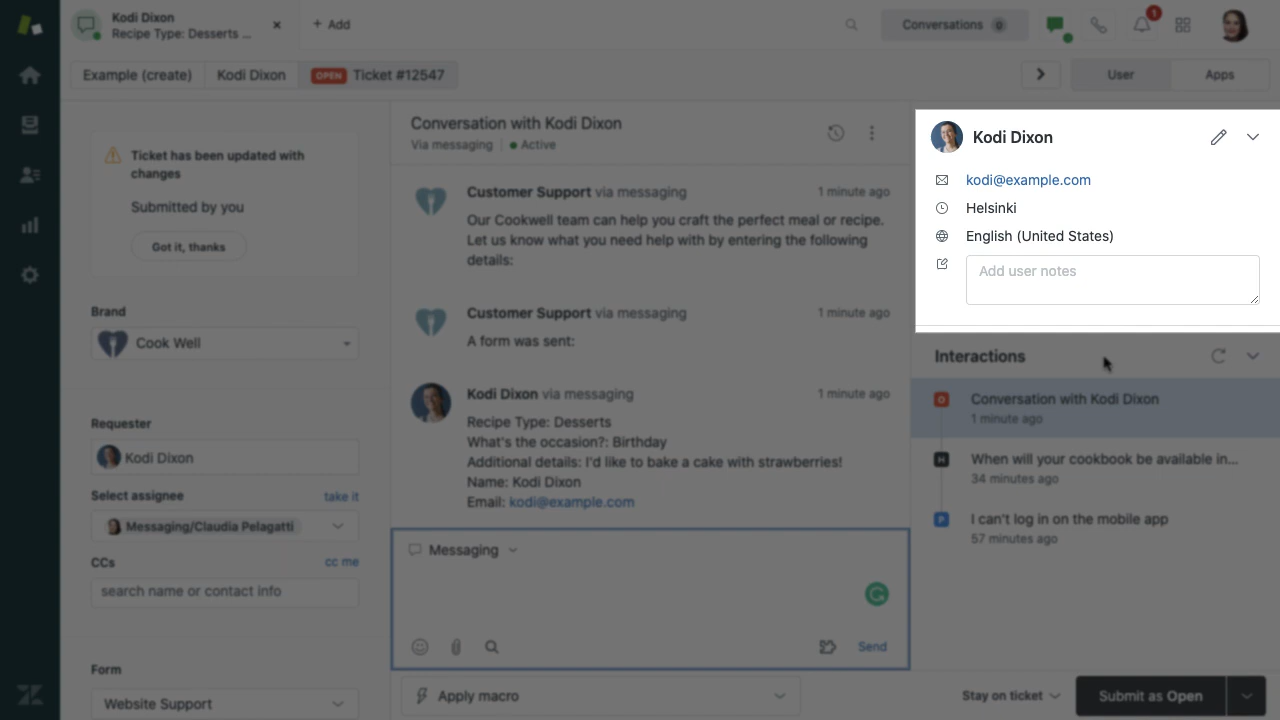 Kodi Dixon
Recipe Type: Desserts ...
+ Add
Conversations 0
1
Example (create)
Kodi Dixon
OPEN Ticket #12547
User
Apps
Ticket has been updated with
changes
Submitted by you
Got it, thanks
Brand
Cook Well
Requester
Kodi Dixon
Select assignee
take it
Messaging/Claudia Pelagatti
CCs
cc me
search name or contact info
Form
Website Support
Conversation with Kodi Dixon
Via messaging
Active
Customer Support via messaging
1 minute ago
Our Cookwell team can help you craft the perfect meal or recipe.
Let us know what you need help with by entering the following
details:
Customer Support via messaging
1 minute ago
A form was sent:
Kodi Dixon via messaging
1 minute ago
Recipe Type: Desserts
What's the occasion?: Birthday
Additional details: I'd like to bake a cake with strawberries!
Name: Kodi Dixon
Email: kodi@example.com
Messaging
Send
Apply macro
Kodi Dixon
kodi@example.com
Helsinki
English (United States)
Add user notes
Interactions
O
Conversation with Kodi Dixon
1 minute ago
H
When will your cookbook be available in...
34 minutes ago
P
I can't log in on the mobile app
57 minutes ago
Stay on ticket
Submit as Open